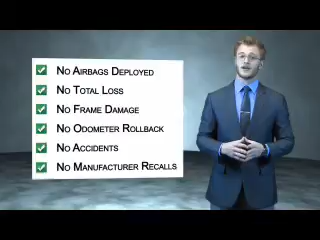 No Airbags Deployed
No Total Loss
No Frame Damage
No Odometer Rollback
No Accidents
No Manufacturer Recalls